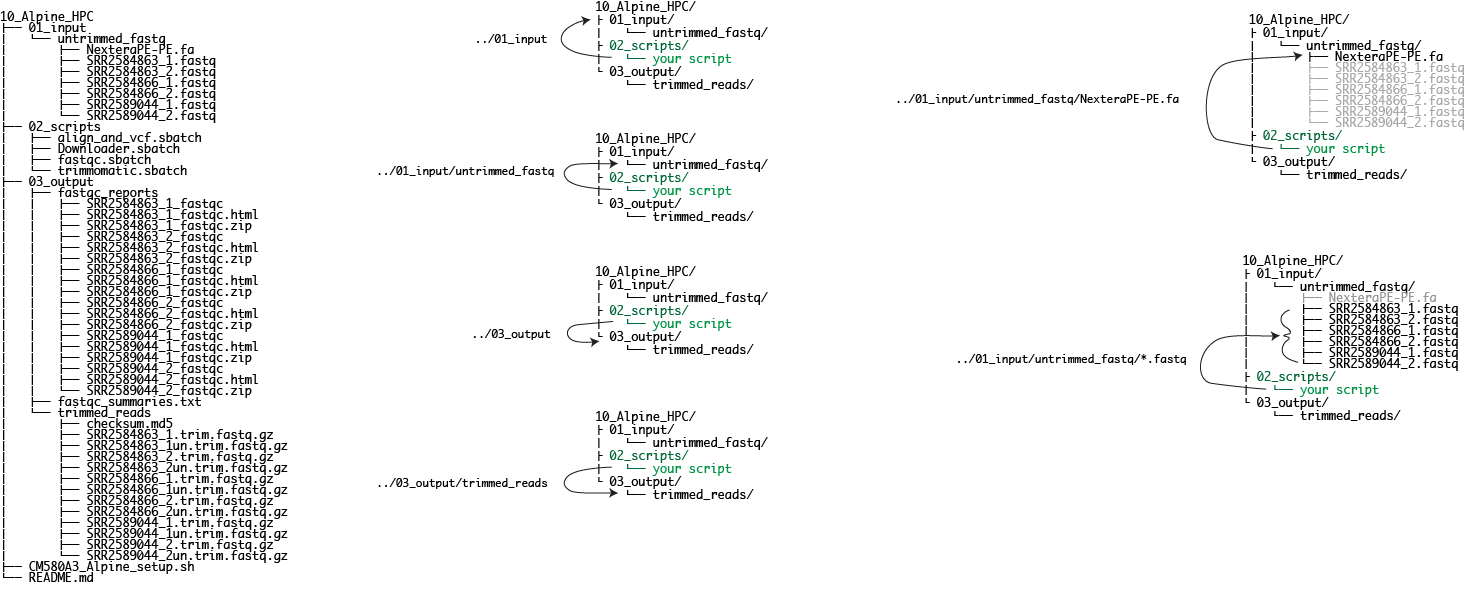 10_Alpine_HPC
├── 01_input
│   └── untrimmed_fastq
│       ├── NexteraPE-PE.fa
│       ├── SRR2584863_1.fastq
│       ├── SRR2584863_2.fastq
│       ├── SRR2584866_1.fastq
│       ├── SRR2584866_2.fastq
│       ├── SRR2589044_1.fastq
│       └── SRR2589044_2.fastq
├── 02_scripts
│   ├── align_and_vcf.sbatch
│   ├── Downloader.sbatch
│   ├── fastqc.sbatch
│   └── trimmomatic.sbatch
├── 03_output
│   ├── fastqc_reports
│   │   ├── SRR2584863_1_fastqc
│   │   ├── SRR2584863_1_fastqc.html
│   │   ├── SRR2584863_1_fastqc.zip
│   │   ├── SRR2584863_2_fastqc
│   │   ├── SRR2584863_2_fastqc.html
│   │   ├── SRR2584863_2_fastqc.zip
│   │   ├── SRR2584866_1_fastqc
│   │   ├── SRR2584866_1_fastqc.html
│   │   ├── SRR2584866_1_fastqc.zip
│   │   ├── SRR2584866_2_fastqc
│   │   ├── SRR2584866_2_fastqc.html
│   │   ├── SRR2584866_2_fastqc.zip
│   │   ├── SRR2589044_1_fastqc
│   │   ├── SRR2589044_1_fastqc.html
│   │   ├── SRR2589044_1_fastqc.zip
│   │   ├── SRR2589044_2_fastqc
│   │   ├── SRR2589044_2_fastqc.html
│   │   └── SRR2589044_2_fastqc.zip
│   ├── fastqc_summaries.txt
│   └── trimmed_reads
│       ├── checksum.md5
│       ├── SRR2584863_1.trim.fastq.gz
│       ├── SRR2584863_1un.trim.fastq.gz
│       ├── SRR2584863_2.trim.fastq.gz
│       ├── SRR2584863_2un.trim.fastq.gz
│       ├── SRR2584866_1.trim.fastq.gz
│       ├── SRR2584866_1un.trim.fastq.gz
│       ├── SRR2584866_2.trim.fastq.gz
│       ├── SRR2584866_2un.trim.fastq.gz
│       ├── SRR2589044_1.trim.fastq.gz
│       ├── SRR2589044_1un.trim.fastq.gz
│       ├── SRR2589044_2.trim.fastq.gz
│       └── SRR2589044_2un.trim.fastq.gz
├── CM580A3_Alpine_setup.sh
└── README.md
../01_input
10_Alpine_HPC/
├ 01_input/
│   └── untrimmed_fastq/
├ 02_scripts/
│   └── your script
└ 03_output/
    └── trimmed_reads/
../01_input/untrimmed_fastq
10_Alpine_HPC/
├ 01_input/
│   └── untrimmed_fastq/
├ 02_scripts/
│   └── your script
└ 03_output/
    └── trimmed_reads/
../03_output
10_Alpine_HPC/
├ 01_input/
│   └── untrimmed_fastq/
├ 02_scripts/
│   └── your script
└ 03_output/
    └── trimmed_reads/
../03_output/trimmed_reads
10_Alpine_HPC/
├ 01_input/
│   └── untrimmed_fastq/
├ 02_scripts/
│   └── your script
└ 03_output/
    └── trimmed_reads/
../01_input/untrimmed_fastq/NexteraPE-PE.fa
10_Alpine_HPC/
├ 01_input/
│   └── untrimmed_fastq/
│       ├── NexteraPE-PE.fa
│       ├── SRR2584863_1.fastq
│       ├── SRR2584863_2.fastq
│       ├── SRR2584866_1.fastq
│       ├── SRR2584866_2.fastq
│       ├── SRR2589044_1.fastq
│       └── SRR2589044_2.fastq
├ 02_scripts/
│   └── your script
└ 03_output/
    └── trimmed_reads/
../01_input/untrimmed_fastq/*.fastq
10_Alpine_HPC/
├ 01_input/
│   └── untrimmed_fastq/
│       ├── NexteraPE-PE.fa
│       ├── SRR2584863_1.fastq
│       ├── SRR2584863_2.fastq
│       ├── SRR2584866_1.fastq
│       ├── SRR2584866_2.fastq
│       ├── SRR2589044_1.fastq
│       └── SRR2589044_2.fastq
├ 02_scripts/
│   └── your script
└ 03_output/
    └── trimmed_reads/